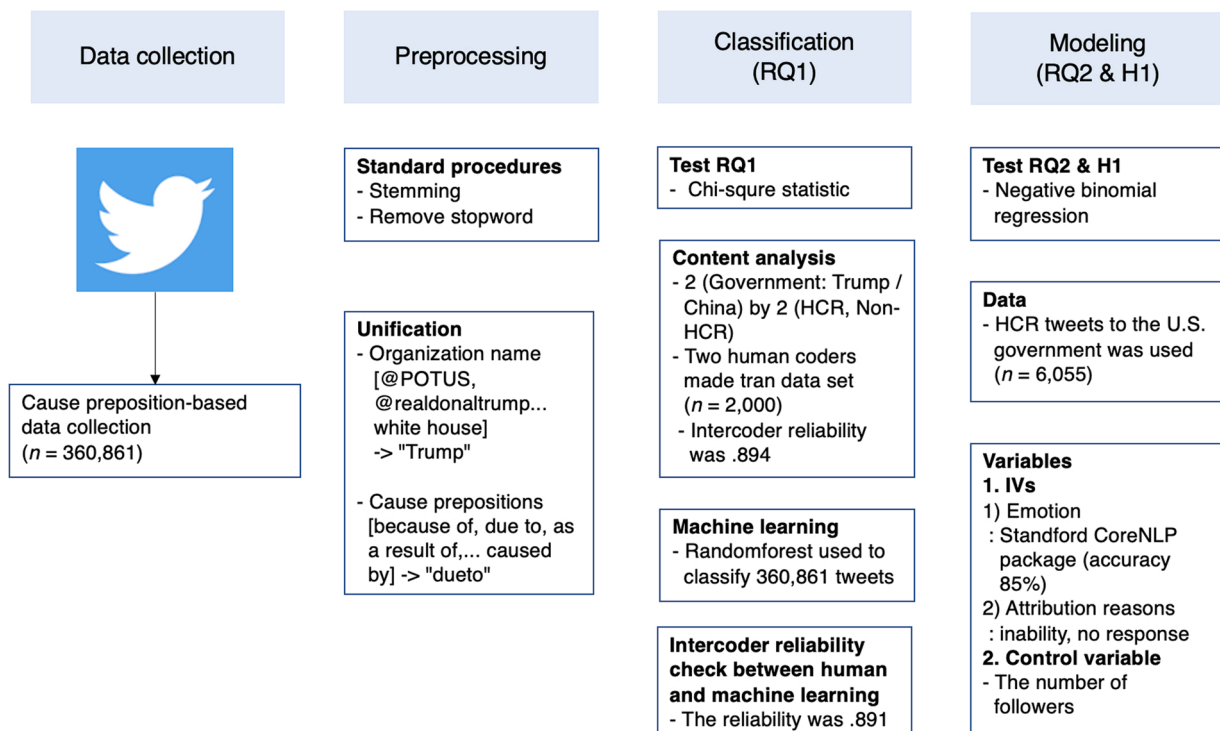 Data collection
Cause preposition-based
data collection
(n = 360,861)
Preprocessing
Standard procedures
- Stemming
- Remove stopword
Unification
- Organization name
[@POTUS,
@realdonaltrump...
white house]
-> "Trump"
- Cause prepositions
[because of, due to, as
a result of,... caused
by] -> "dueto"
Classification
(RQ1)
Test RQ1
- Chi-squre statistic
Content analysis
- 2 (Government: Trump /
China) by 2 (HCR, Non-
HCR)
- Two human coders
made tran data set
(n = 2,000)
- Intercoder reliability
was .894
Machine learning
- Randomforest used to
classify 360,861 tweets
Intercoder reliability
check between human
and machine learning
- The reliability was .891
Modeling
(RQ2 & H1)
Test RQ2 & H1
- Negative binomial
regression
Data
- HCR tweets to the U.S.
government was used
(n = 6,055)
Variables
1. IVs
1) Emotion
: Standford CoreNLP
package (accuracy
85%)
2) Attribution reasons
: inability, no response
2. Control variable
- The number of
followers